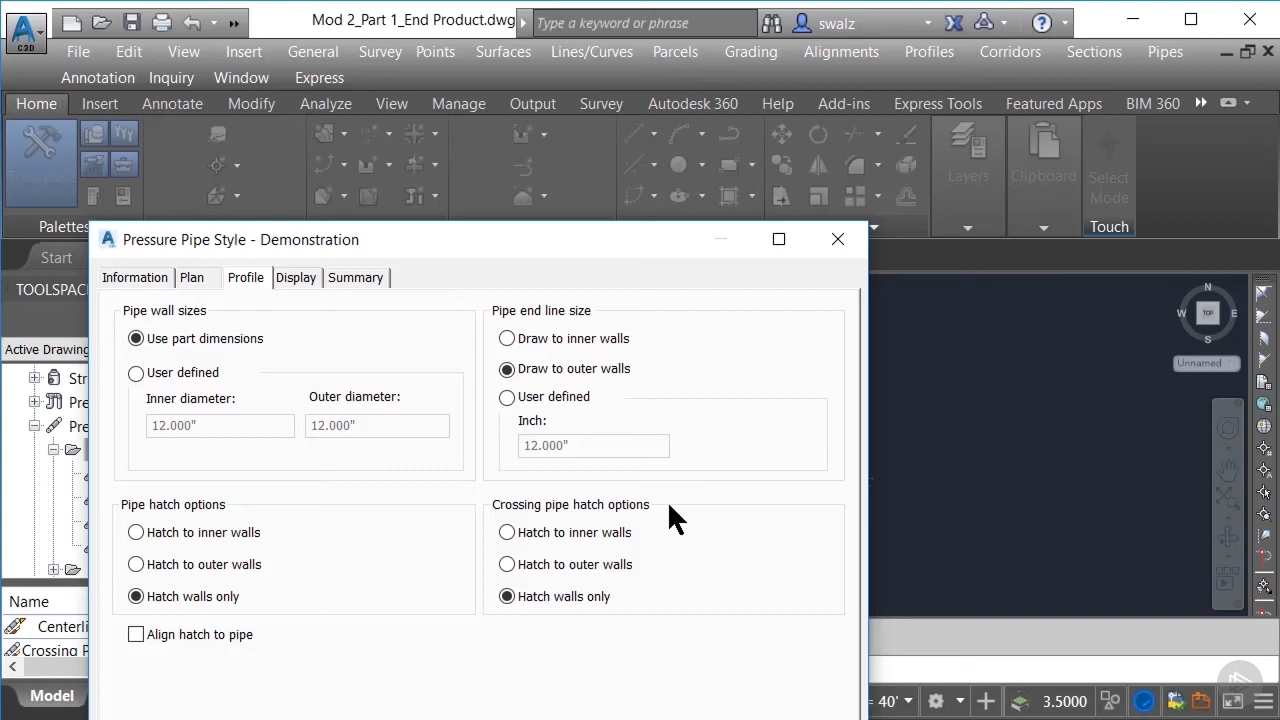 Mod 2_Part 1_End Product.dwg
Type a keyword or phrase
swalz
C3D
File Edit View Insert General Survey Points Surfaces Lines/Curves Parcels Grading Alignments Profiles Corridors Sections Pipes
Annotation Inquiry Window Express
Home Insert Annotate Modify Analyze View Manage Output Survey Autodesk 360 Help Add-ins Express Tools Featured Apps BIM 360
Layers Clipboard Select
Mode
Palettes Touch
Start
Pressure Pipe Style - Demonstration
Information Plan Profile Display Summary
TOOLSPAC
N
W TOP E
S
Unnamed
Active Drawing
Str
Pre
Pre
Pipe wall sizes
Use part dimensions
User defined
Inner diameter: Outer diameter:
12.000" 12.000"
Pipe end line size
Draw to inner walls
Draw to outer walls
User defined
Inch:
12.000"
Pipe hatch options
Hatch to inner walls
Hatch to outer walls
Hatch walls only
Align hatch to pipe
Crossing pipe hatch options
Hatch to inner walls
Hatch to outer walls
Hatch walls only
Name
Centerli
Crossing P
Model
= 40' 3.5000